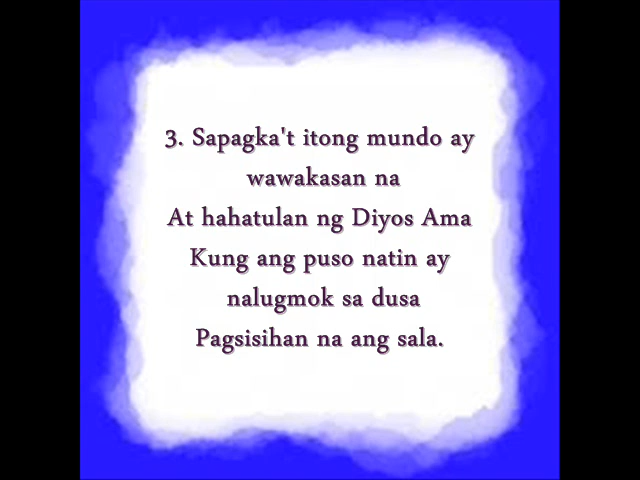 3. Sapagka't itong mundo ay
wawakasan na
At hahatulan ng Diyos Ama
Kung ang puso natin ay
nalugmok sa dusa
Pagsisihan na ang sala.